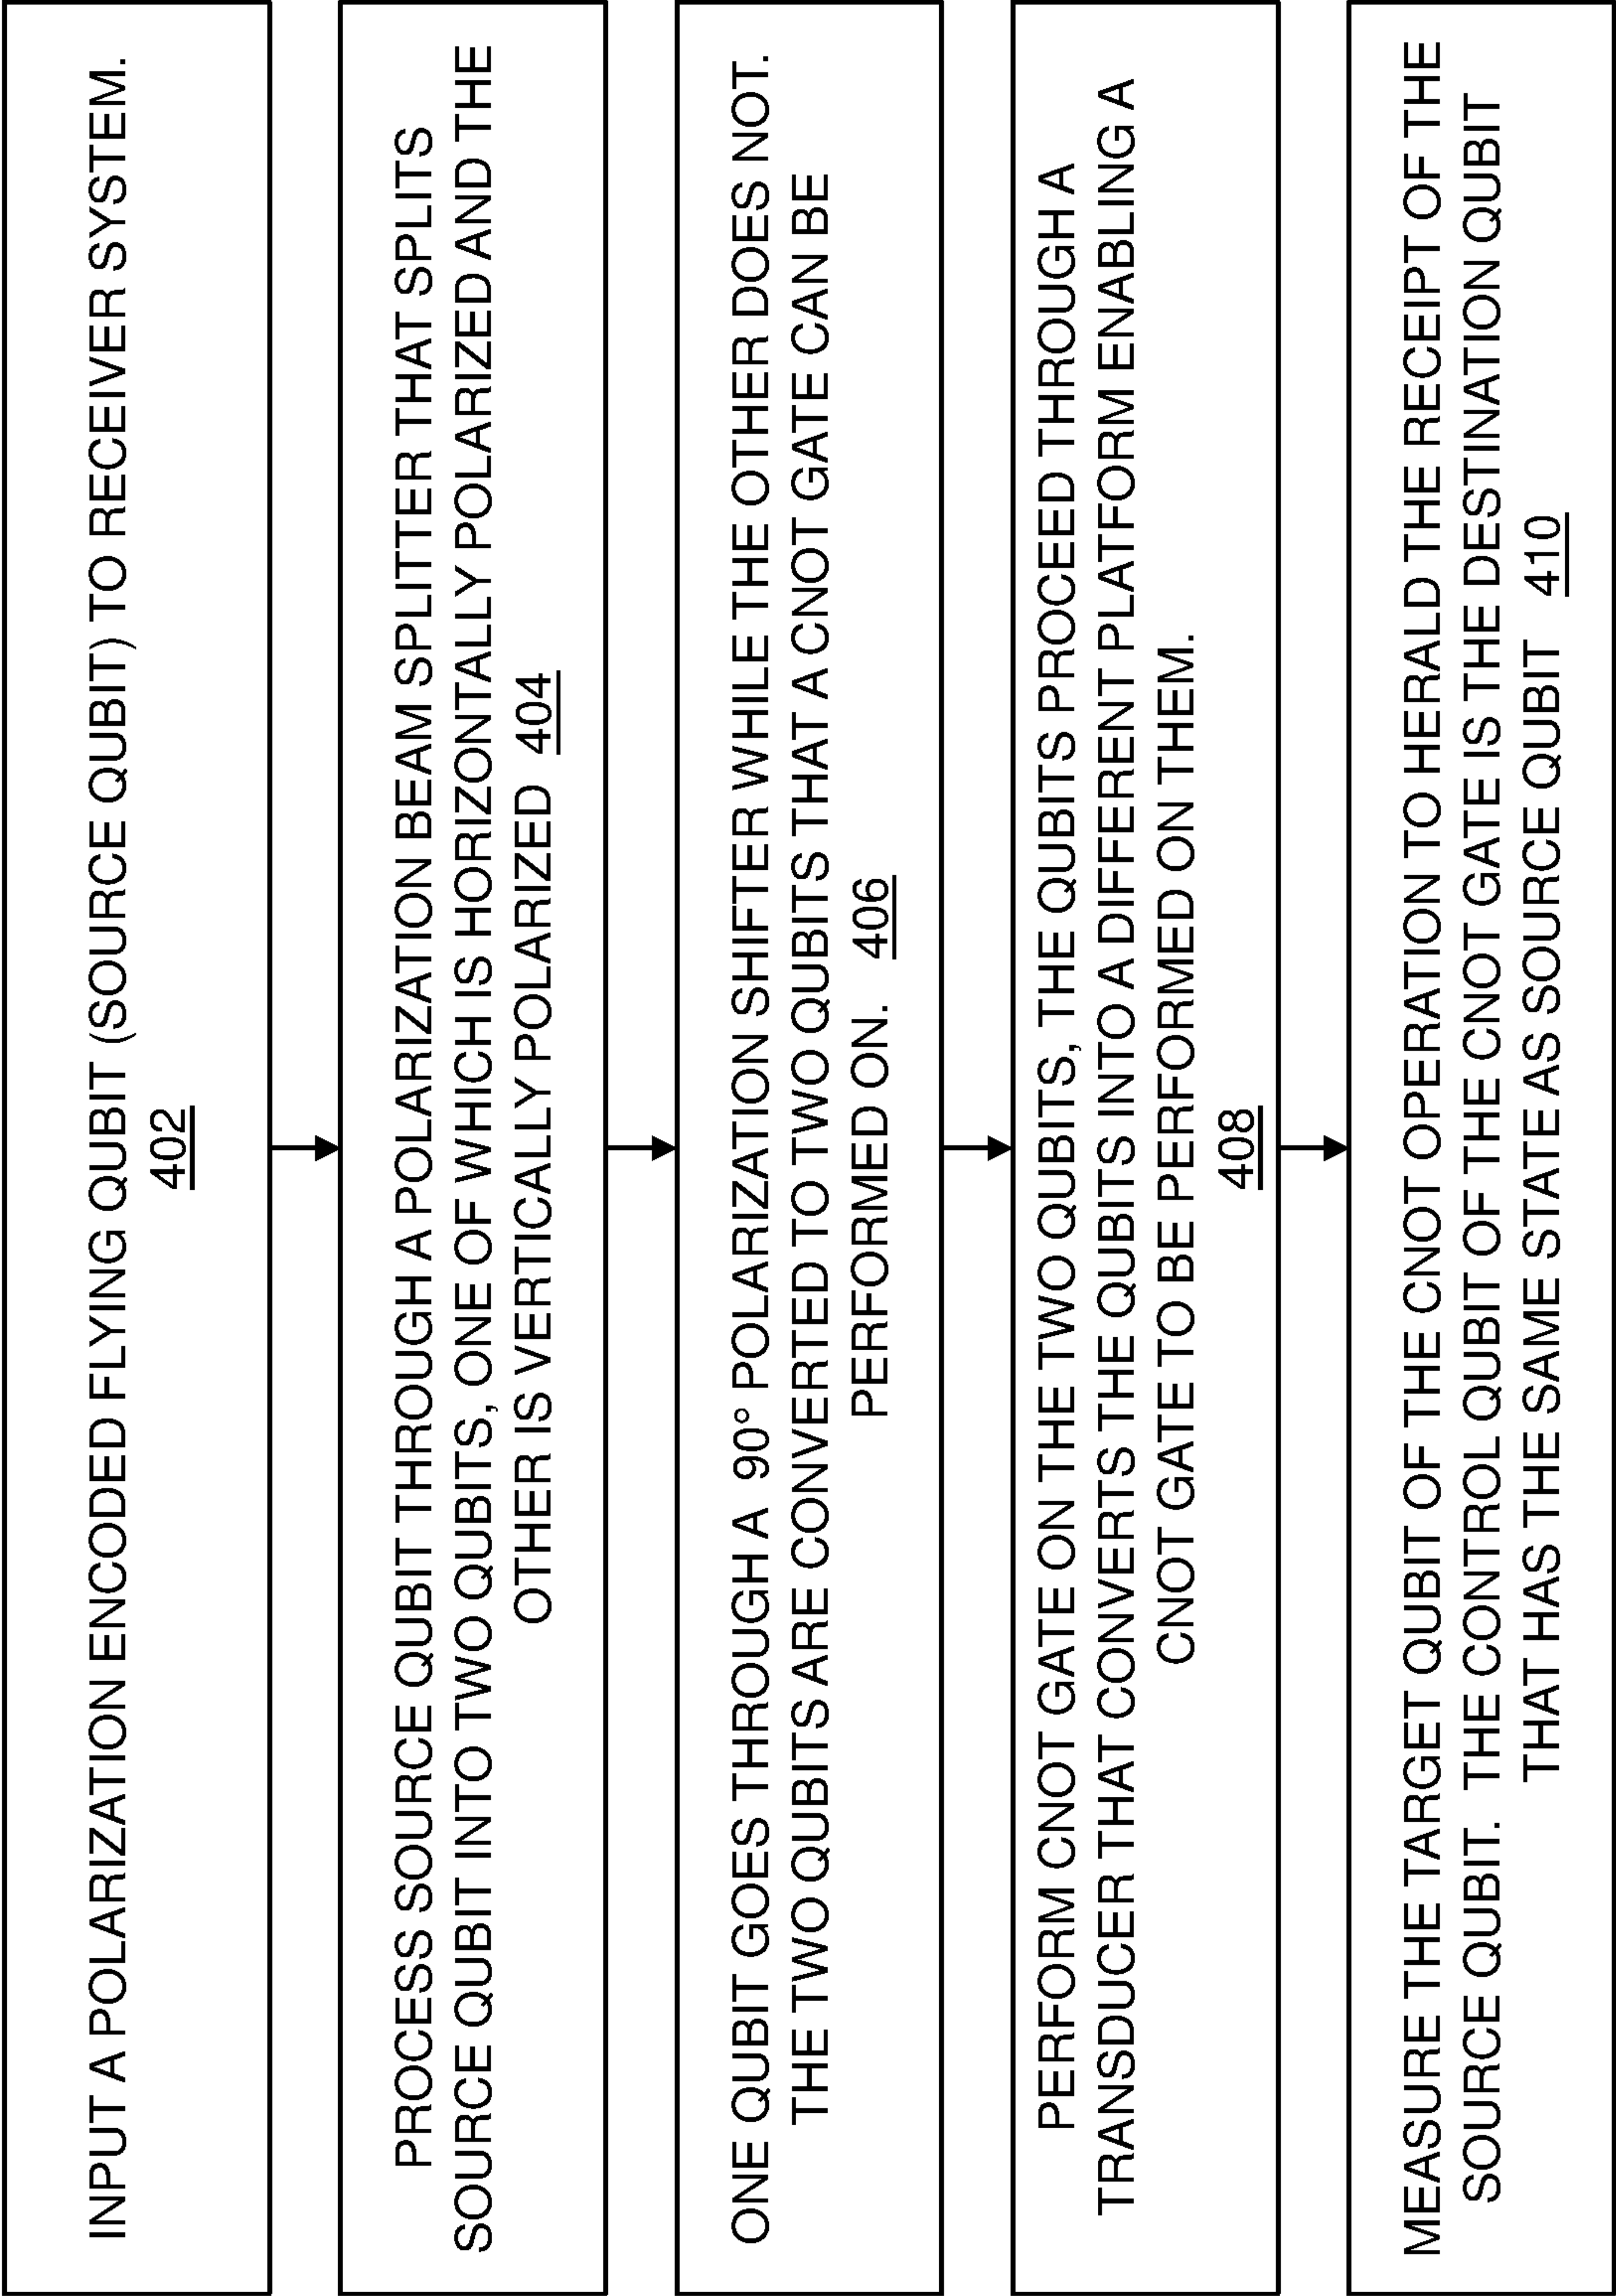 INPUT A POLARIZATION ENCODED FLYING QUBIT (SOURCE QUBIT) TO RECEIVER SYSTEM.
402
PROCESS SOURCE QUBIT THROUGH A POLARIZATION BEAM SPLITTER THAT SPLITS
SOURCE QUBIT INTO TWO QUBITS, ONE OF WHICH IS HORIZONTALLY POLARIZED AND THE
OTHER IS VERTICALLY POLARIZED 404
ONE QUBIT GOES THROUGH A 90° POLARIZATION SHIFTER WHILE THE OTHER DOES NOT.
THE TWO QUBITS ARE CONVERTED TO TWO QUBITS THAT A CNOT GATE CAN BE
PERFORMED ON. 406
PERFORM CNOT GATE ON THE TWO QUBITS, THE QUBITS PROCEED THROUGH A
TRANSDUCER THAT CONVERTS THE QUBITS INTO A DIFFERENT PLATFORM ENABLING A
CNOT GATE TO BE PERFORMED ON THEM.
408
MEASURE THE TARGET QUBIT OF THE CNOT OPERATION TO HERALD THE RECEIPT OF THE
SOURCE QUBIT. THE CONTROL QUBIT OF THE CNOT GATE IS THE DESTINATION QUBIT
THAT HAS THE SAME STATE AS SOURCE QUBIT 410